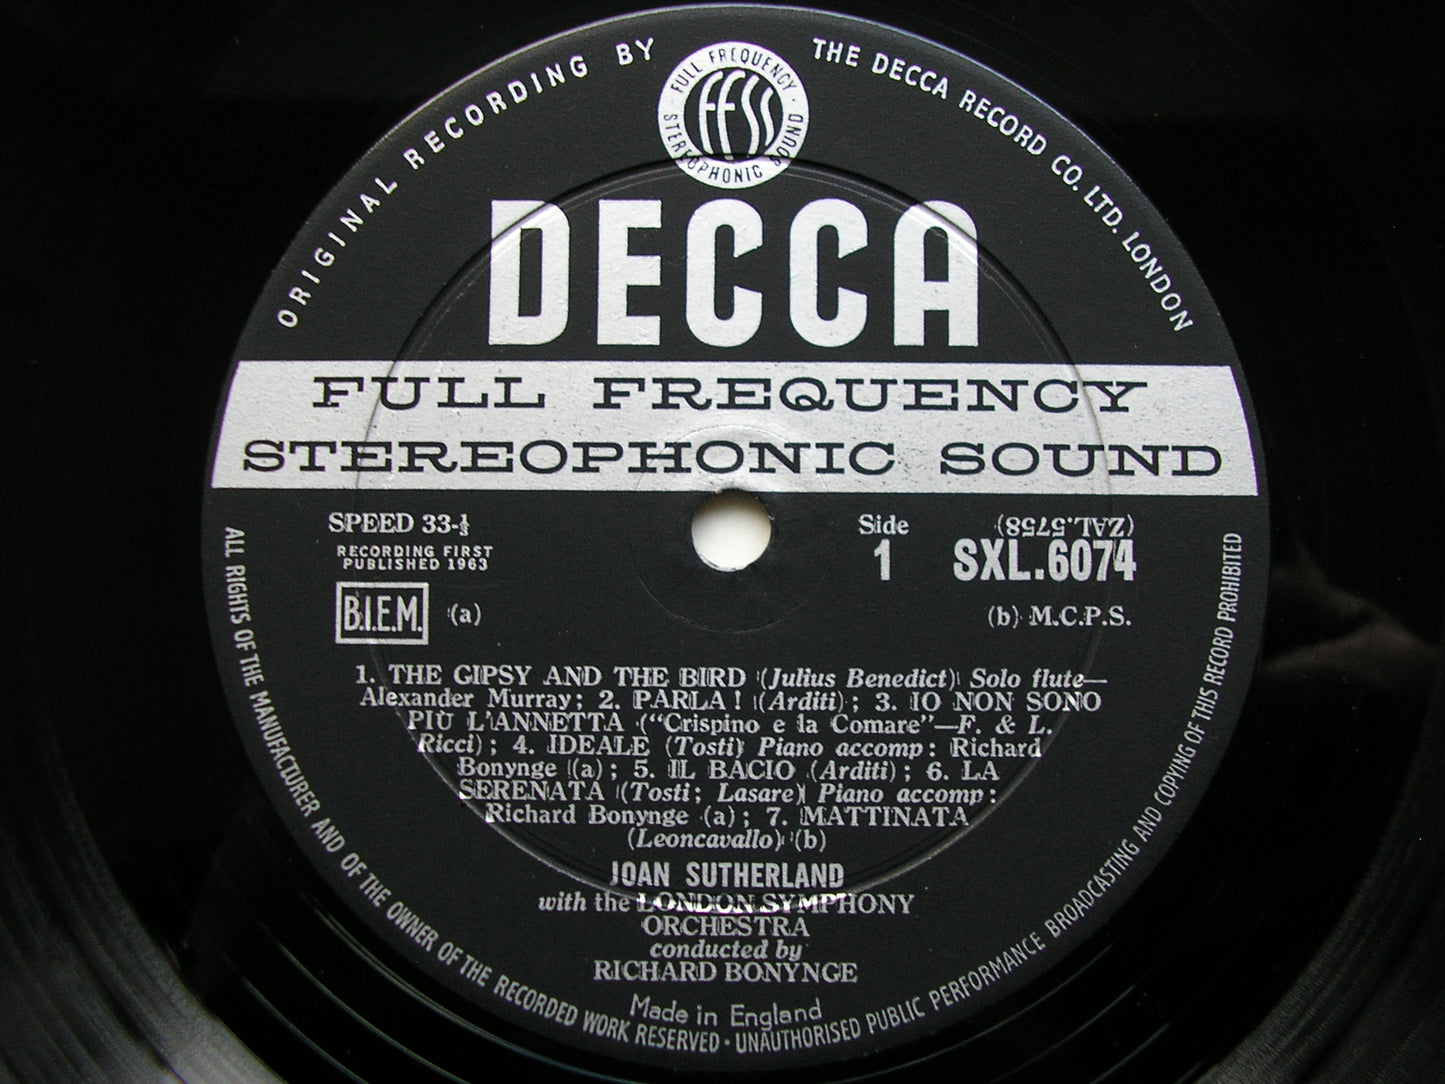 ORIGINAL RECORDING BY
THE DECCA RECORD CO. LTD. LONDON
FULL FREQUENCY
STEREOPHONIC SOUND
FFSS
DECCA
FULL FREQUENCY
STEREOPHONIC SOUND
SPEED 33-⅓
RECORDING FIRST
PUBLISHED 1963
B.I.E.M. (a)
Side
1
(ZAL.5758)
SXL.6074
(b) M.C.P.S.
1. THE GIPSY AND THE BIRD (Julius Benedict) Solo flute—
Alexander Murray; 2. PARLA! (Arditi); 3. IO NON SONO
PIÙ L'ANNETTA ("Crispino e la Comare"—F. & L.
Ricci); 4. IDEALE (Tosti) Piano accomp: Richard
Bonynge (a); 5. IL BACIO (Arditi); 6. LA
SERENATA (Tosti; Lasare) Piano accomp:
Richard Bonynge (a); 7. MATTINATA
(Leoncavallo) (b)
JOAN SUTHERLAND
with the LONDON SYMPHONY
ORCHESTRA
conducted by
RICHARD BONYNGE
Made in England
ALL RIGHTS OF THE MANUFACTURER AND OF THE OWNER OF THE RECORDED WORK RESERVED · UNAUTHORISED PUBLIC PERFORMANCE BROADCASTING AND COPYING OF THIS RECORD PROHIBITED